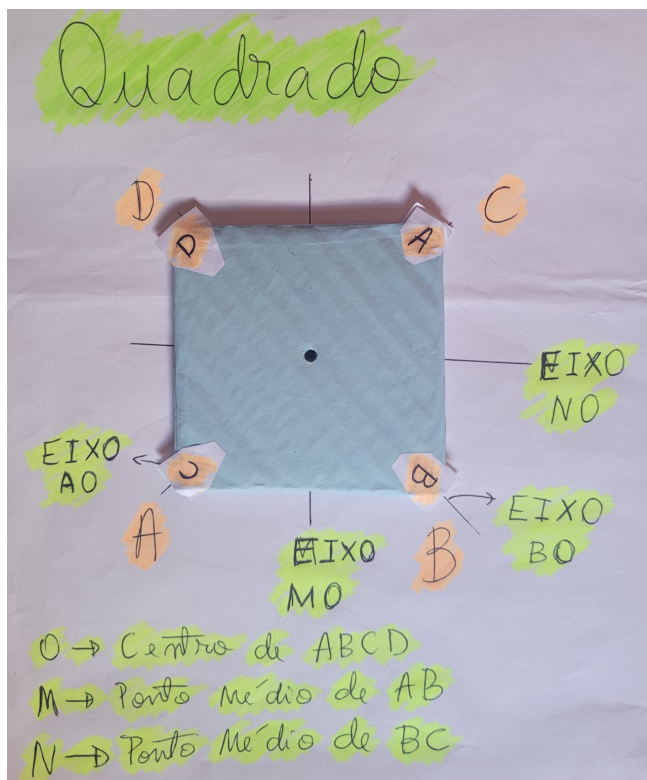 Quadrado
D
C
D
A
EIXO
NO
EIXO
AO
C
B
EIXO
BO
A
B
EIXO
MO
O → Centro de ABCD
M → Ponto Médio de AB
N → Ponto Médio de BC